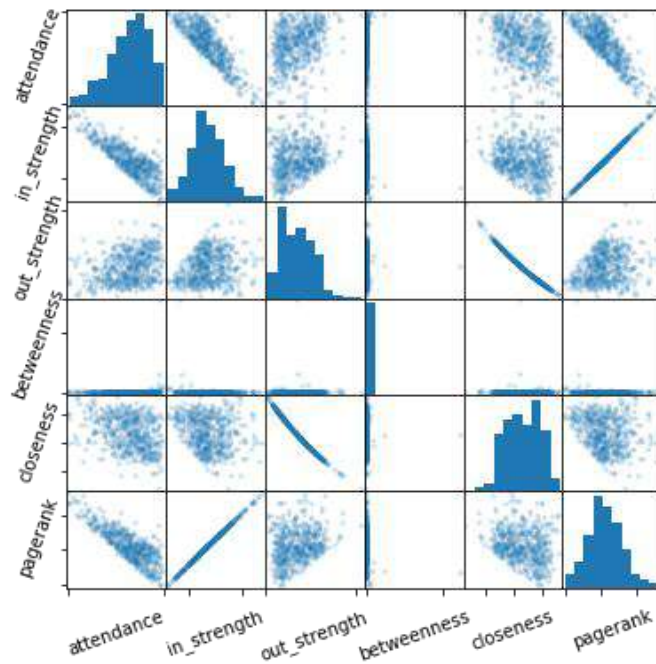 attendance
in_strength
out_strength
betweenness
closeness
pagerank
attendance in_strength out_strength betweenness closeness pagerank